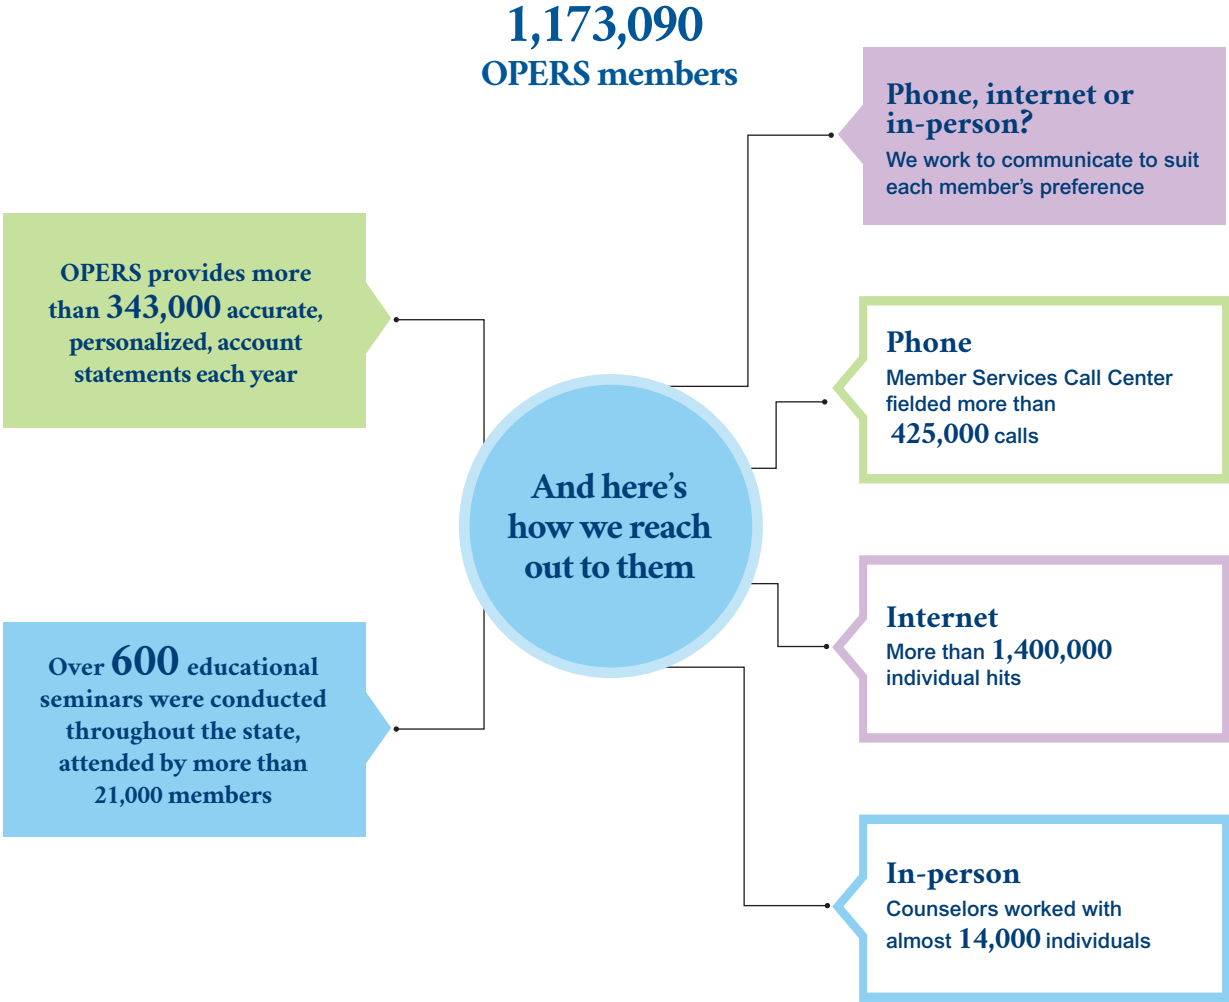 1,173,090
OPERS members
Phone, internet or
in-person?
We work to communicate to suit
each member's preference
OPERS provides more
than 343,000 accurate,
personalized, account
statements each year
Phone
Member Services Call Center
fielded more than
425,000 calls
And here's
how we reach
out to them
Internet
More than 1,400,000
individual hits
Over 600 educational
seminars were conducted
throughout the state,
attended by more than
21,000 members
In-person
Counselors worked with
almost 14,000 individuals